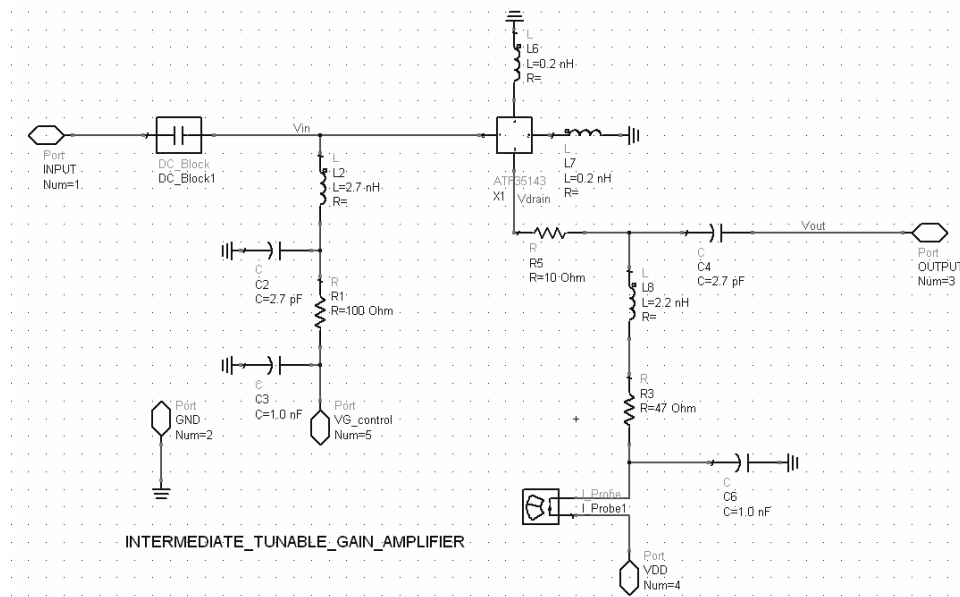 L
L6
L=0.2 nH
R=
Port
INPUT
Num=1
DC_Block
DC_Block1
Vin
L
L2
L=2.7 nH
R=
L
L7
L=0.2 nH
R=
ATF35143
X1
Vdrain
R
R5
R=10 Ohm
C
C4
C=2.7 pF
Vout
Port
OUTPUT
Num=3
C
C2
C=2.7 pF
R
R1
R=100 Ohm
L
L8
L=2.2 nH
R=
C
C3
C=1.0 nF
Port
GND
Num=2
Port
VG_control
Num=5
R
R3
R=47 Ohm
C
C6
C=1.0 nF
I_Probe
I_Probe1
INTERMEDIATE_TUNABLE_GAIN_AMPLIFIER
Port
VDD
Num=4